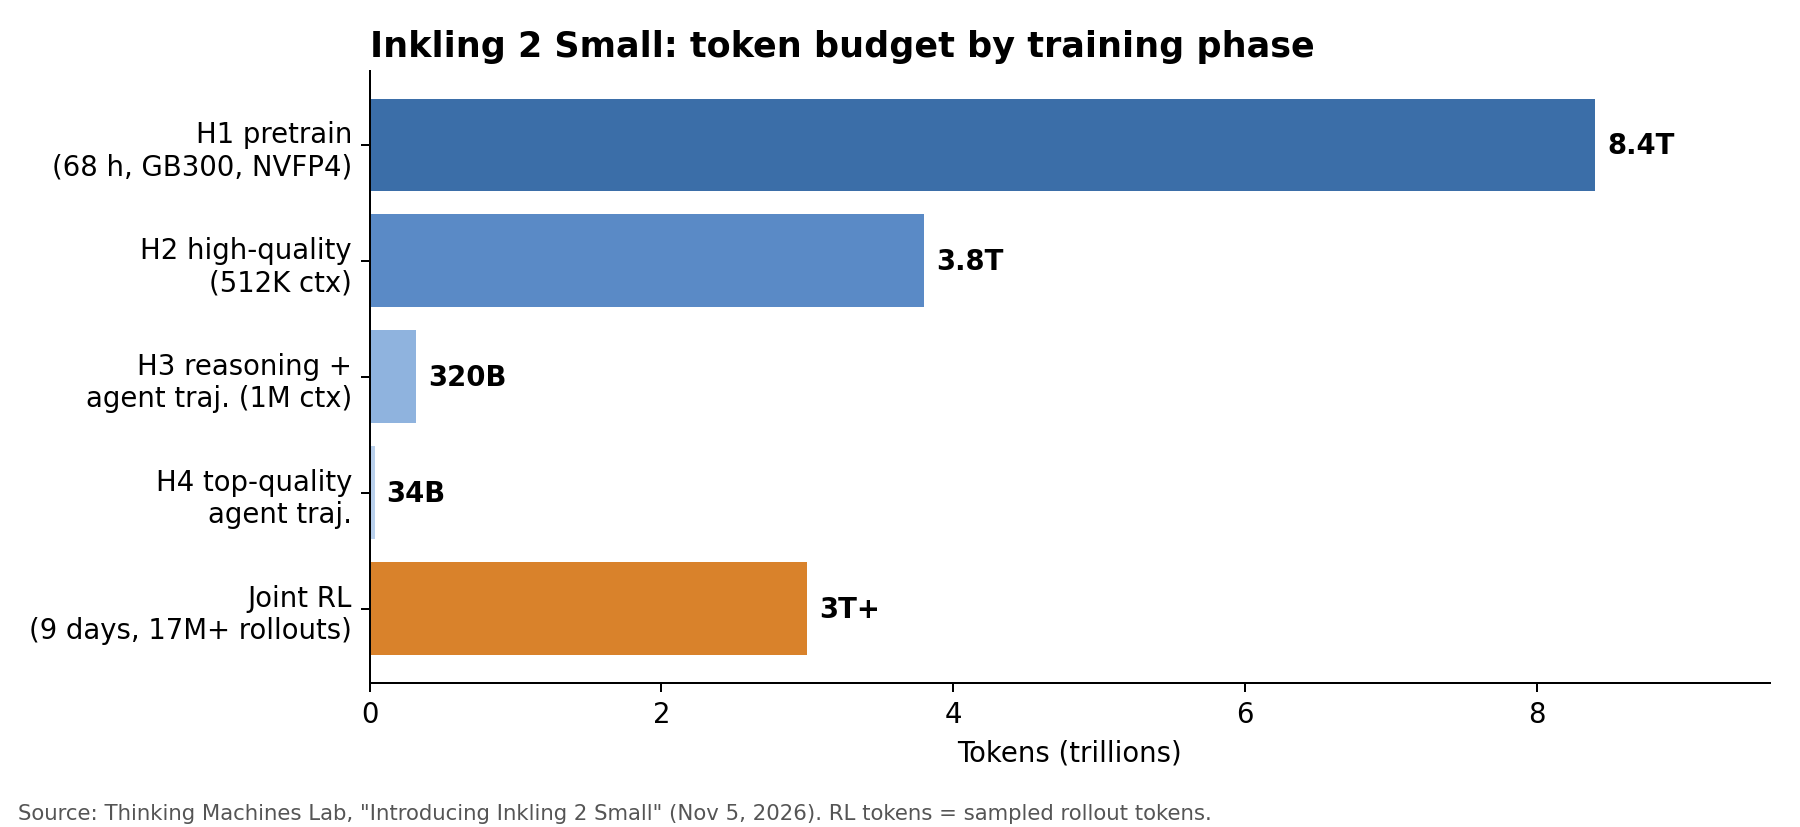 Inkling 2 Small: token budget by training phase
H1 pretrain
(68 h, GB300, NVFP4)
8.4T
H2 high-quality
(512K ctx)
3.8T
H3 reasoning +
agent traj. (1M ctx)
320B
H4 top-quality
agent traj.
34B
Joint RL
(9 days, 17M+ rollouts)
3T+
0 2 4 6 8
Tokens (trillions)
Source: Thinking Machines Lab, "Introducing Inkling 2 Small" (Nov 5, 2026). RL tokens = sampled rollout tokens.